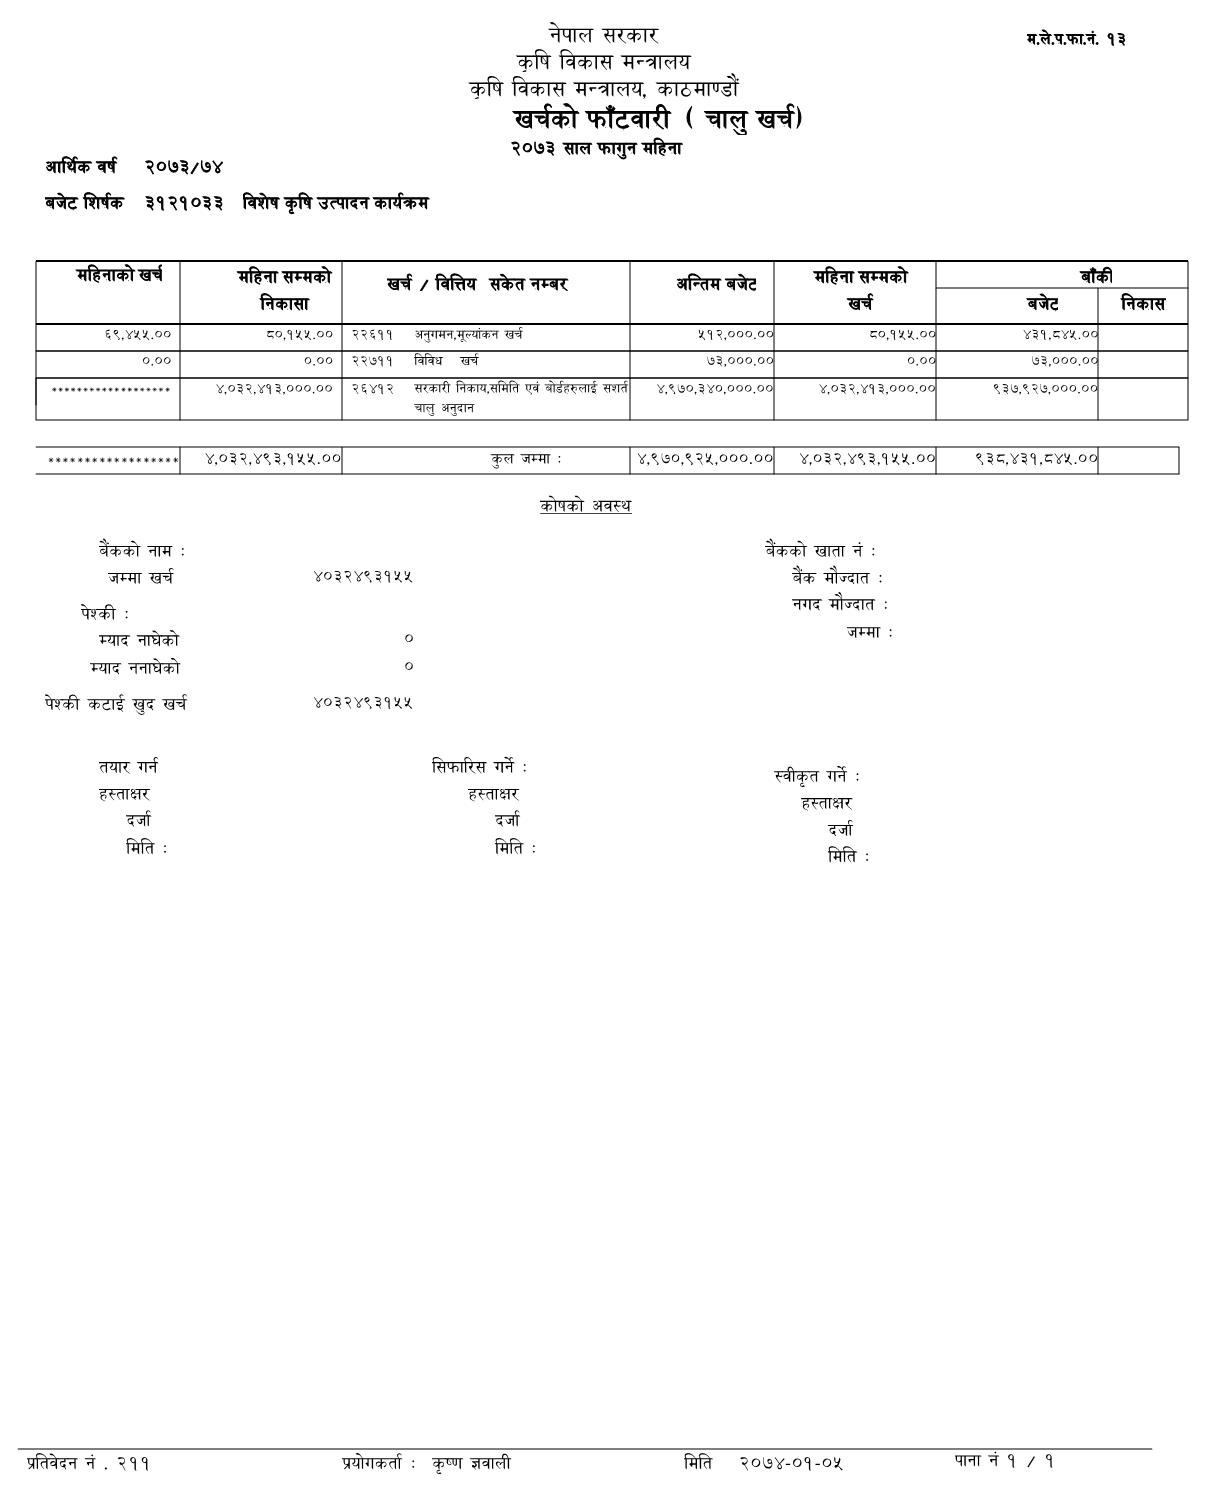 नेपाल सरकार
म.ले.प.फा.नं. १३
कृषि विकास मन्त्रालय
कृषि विकास मन्त्रालय, काठमाण्डौं
खर्चको फाँटवारी ( चालु खर्च)
२०७३ साल फागुन महिना
आर्थिक वर्ष २०७३/७४
बजेट शिर्षक ३१२१०३३ विशेष कृषि उत्पादन कार्यक्रम
महिनाको खर्च महिना सम्मको खर्च / वित्तिय सकेत नम्बर अन्तिम बजेट महिना सम्मको बाँकी
निकासा खर्च बजेट निकास
६९,४५५.०० ८०,१५५.०० २२६११ अनुगमन,मूल्यांकन खर्च ५१२,०००.०० ८०,१५५.०० ४३१,८४५.००
०.०० ०.०० २२७११ विविध खर्च ७३,०००.०० ०.०० ७३,०००.००
******************* ४,०३२,४१३,०००.०० २६४१२ सरकारी निकाय,समिति एवं बोर्डहरुलाई सशर्त ४,९७०,३४०,०००.०० ४,०३२,४१३,०००.०० ९३७,९२७,०००.००
चालु अनुदान
****************** ४,०३२,४९३,१५५.०० कुल जम्मा : ४,९७०,९२५,०००.०० ४,०३२,४९३,१५५.०० ९३८,४३१,८४५.००
कोषको अवस्थ
बैंकको नाम : बैंकको खाता नं :
जम्मा खर्च ४०३२४९३१५५ बैंक मौज्दात :
पेश्की : नगद मौज्दात :
म्याद नाघेको ० जम्मा :
म्याद ननाघेको ०
पेश्की कटाई खुद खर्च ४०३२४९३१५५
तयार गर्न सिफारिस गर्ने : स्वीकृत गर्ने :
हस्ताक्षर हस्ताक्षर हस्ताक्षर
दर्जा दर्जा दर्जा
मिति : मिति : मिति :
प्रतिवेदन नं . २११ प्रयोगकर्ता : कृष्ण ज्ञवाली मिति २०७४-०१-०५ पाना नं १ / १